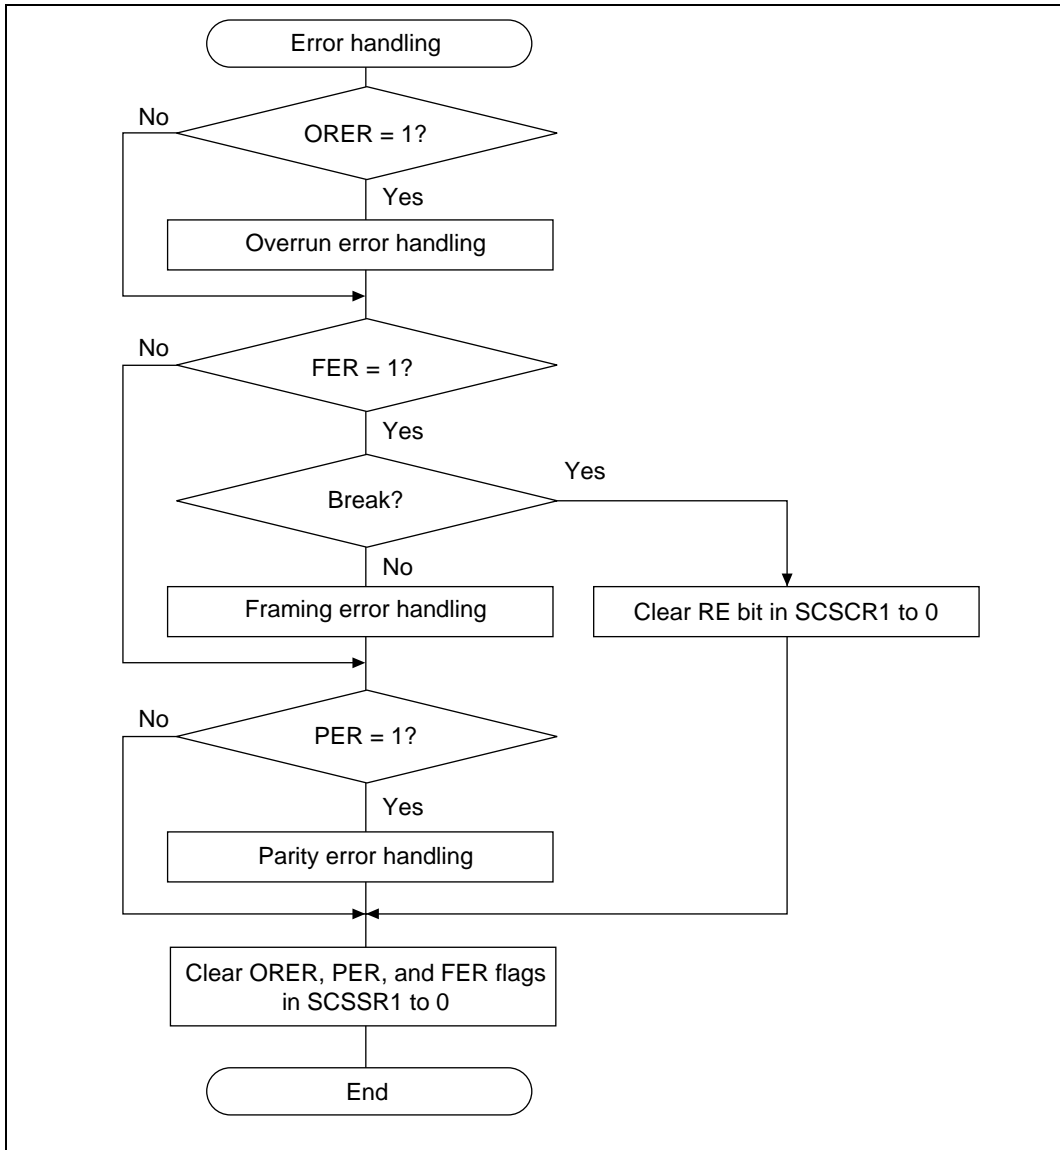 Error handling
No
ORER = 1?
Yes
Overrun error handling
No
FER = 1?
Yes
Yes
Break?
No
Framing error handling
Clear RE bit in SCSCR1 to 0
No
PER = 1?
Yes
Parity error handling
Clear ORER, PER, and FER flags
in SCSSR1 to 0
End